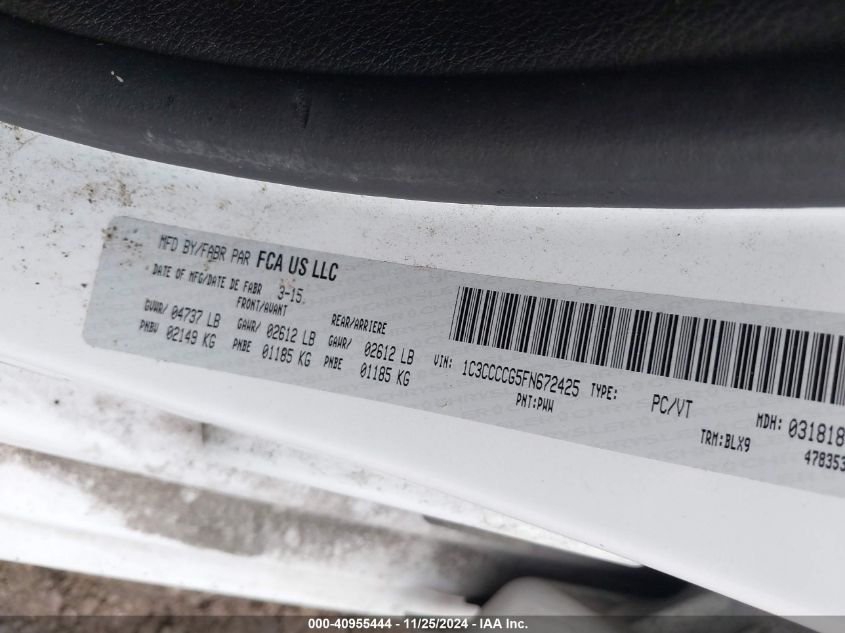 MFD BY/FABR PAR FCA US LLC
DATE OF MFG/DATE DE FABR 3-15
FRONT/AVANT REAR/ARRIERE
GVWR/ 04737 LB GAWR/ 02612 LB GAWR/ 02612 LB
PNBV 02149 KG PNBE 01185 KG PNBE 01185 KG
VIN: 1C3CCCCG5FN672425 TYPE: PC/VT MDH: 031818
PNT:PWW TRM:BLX9 478353
000-40955444 - 11/25/2024 - IAA Inc.